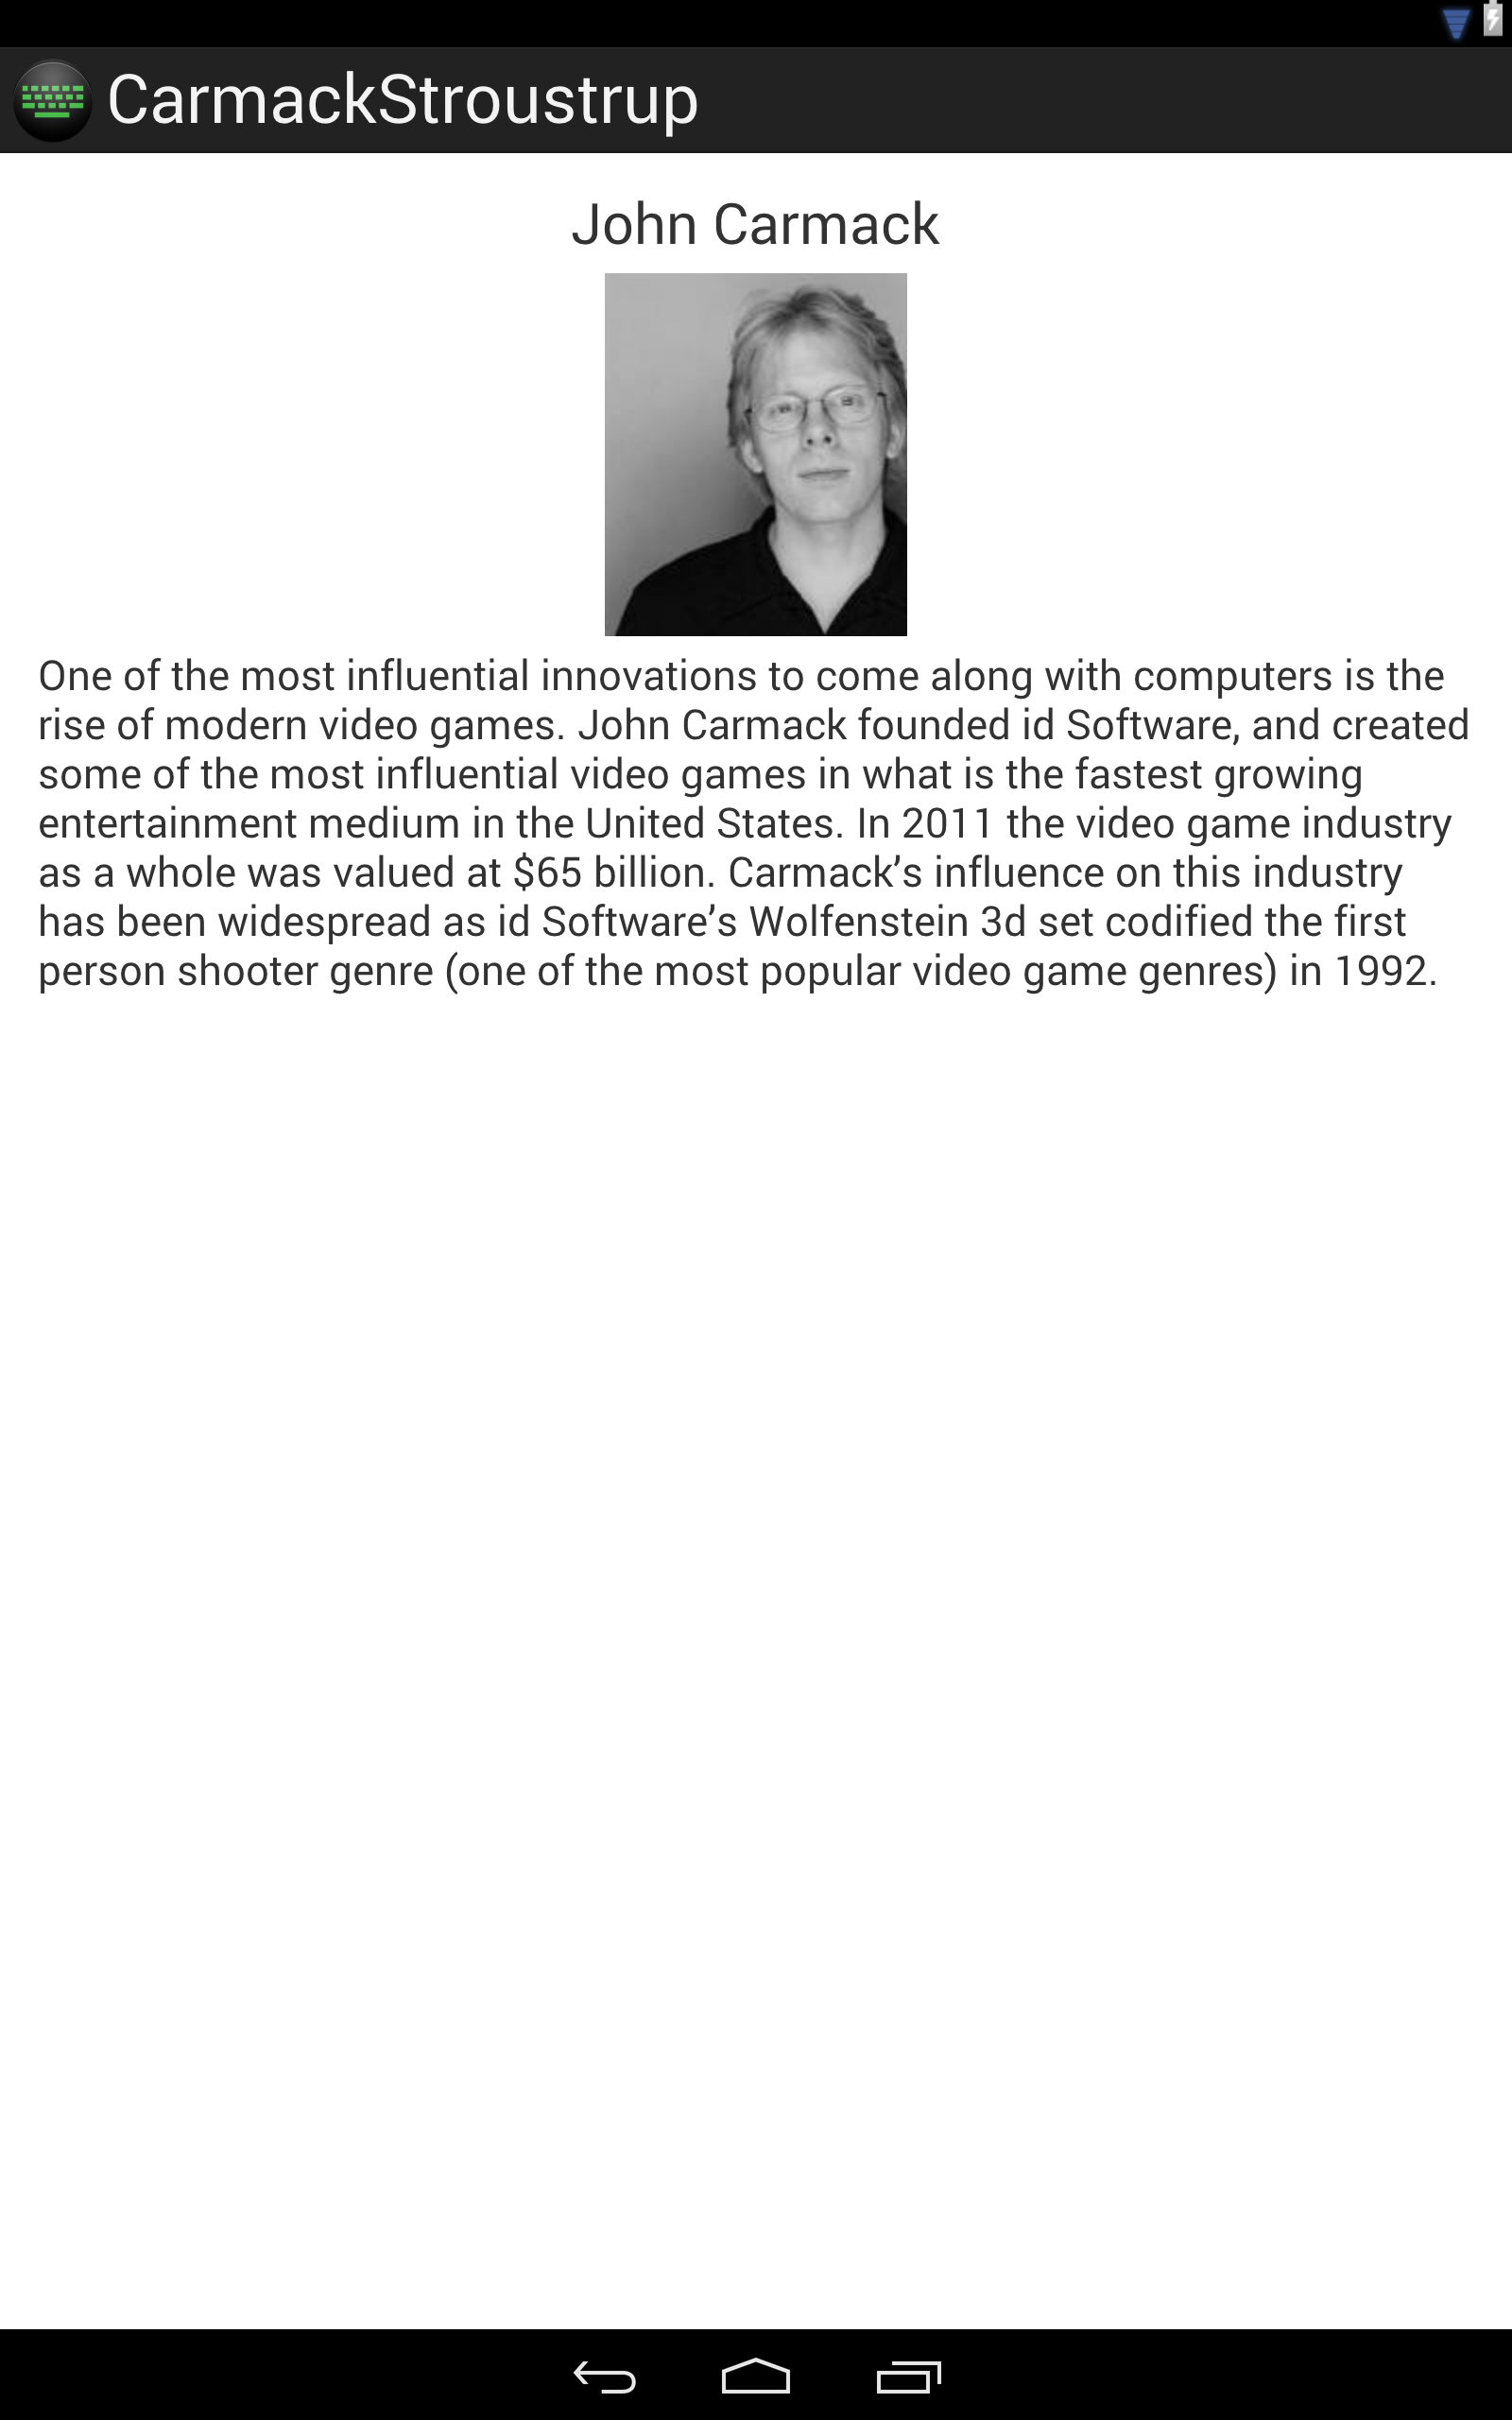 CarmackStroustrup
John Carmack
One of the most influential innovations to come along with computers is the
rise of modern video games. John Carmack founded id Software, and created
some of the most influential video games in what is the fastest growing
entertainment medium in the United States. In 2011 the video game industry
as a whole was valued at $65 billion. Carmack’s influence on this industry
has been widespread as id Software’s Wolfenstein 3d set codified the first
person shooter genre (one of the most popular video game genres) in 1992.